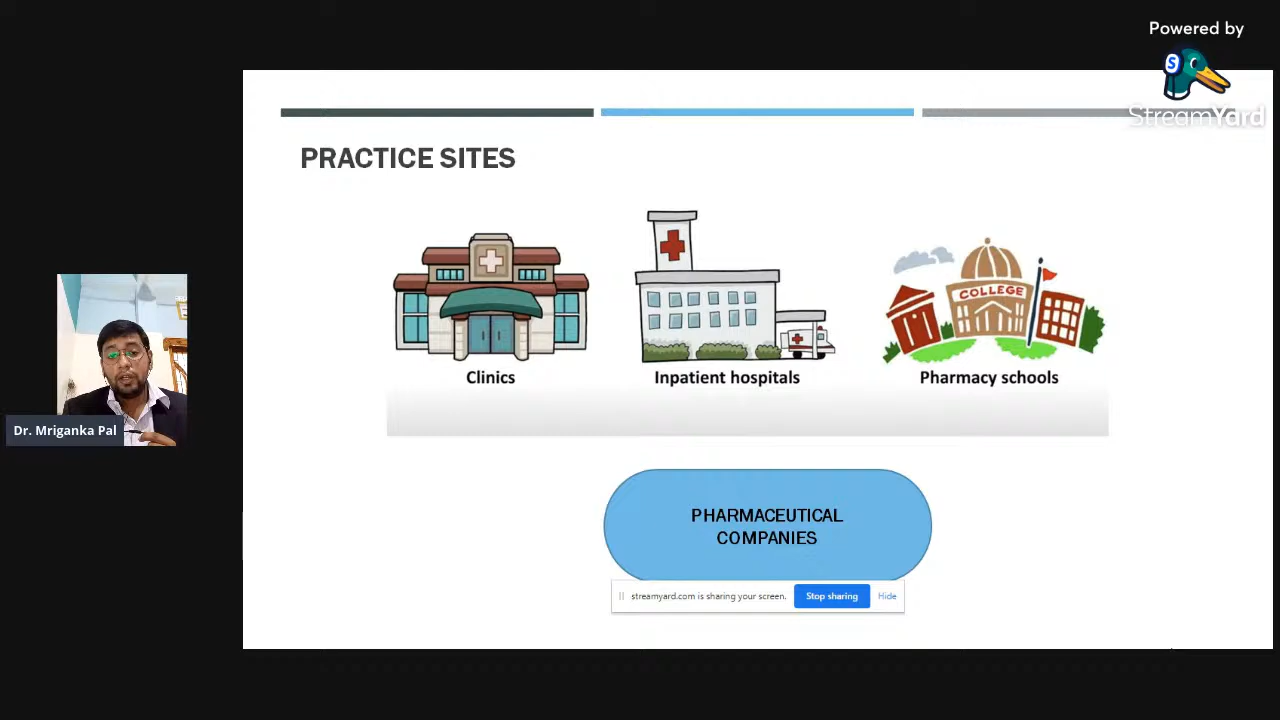 Powered by
S
StreamYard
PRACTICE SITES
COLLEGE
Clinics
Inpatient hospitals
Pharmacy schools
Dr. Mriganka Pal
PHARMACEUTICAL
COMPANIES
streamyard.com is sharing your screen.
Stop sharing
Hide